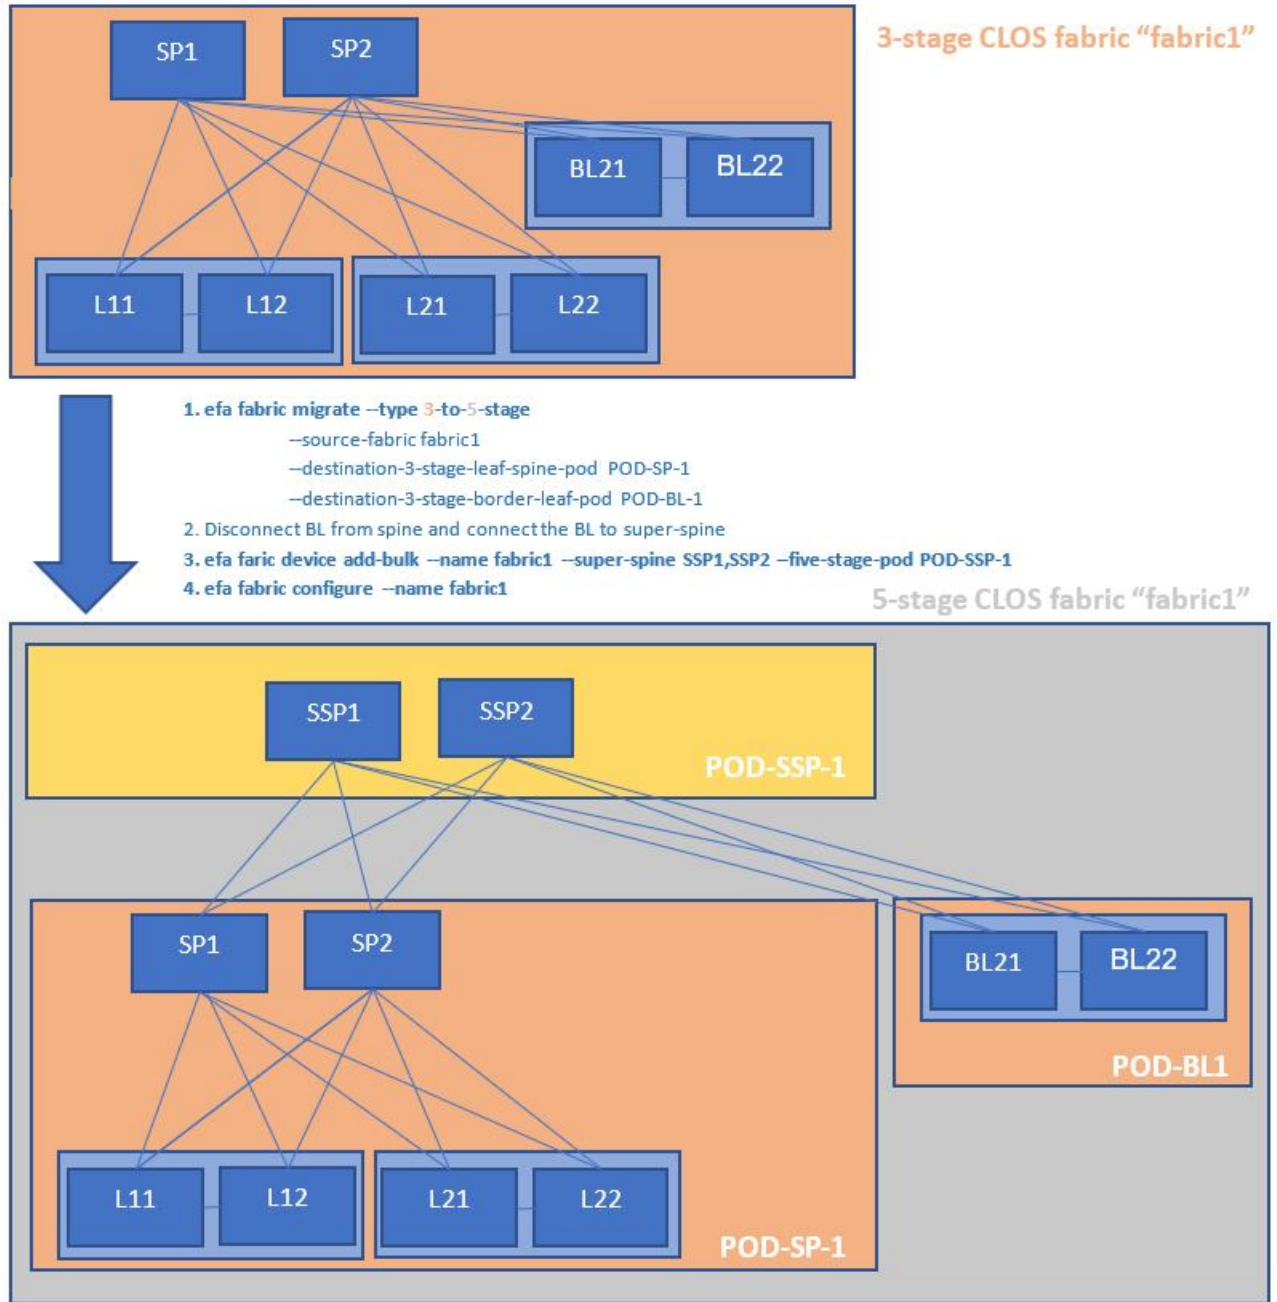 3-stage CLOS fabric “fabric1”
SP1
SP2
BL21
BL22
L11
L12
L21
L22
1. efa fabric migrate --type 3-to-5-stage
--source-fabric fabric1
--destination-3-stage-leaf-spine-pod POD-SP-1
--destination-3-stage-border-leaf-pod POD-BL-1
2. Disconnect BL from spine and connect the BL to super-spine
3. efa faric device add-bulk --name fabric1 --super-spine SSP1,SSP2 --five-stage-pod POD-SSP-1
4. efa fabric configure --name fabric1
5-stage CLOS fabric “fabric1”
SSP1
SSP2
POD-SSP-1
SP1
SP2
BL21
BL22
POD-BL1
L11
L12
L21
L22
POD-SP-1